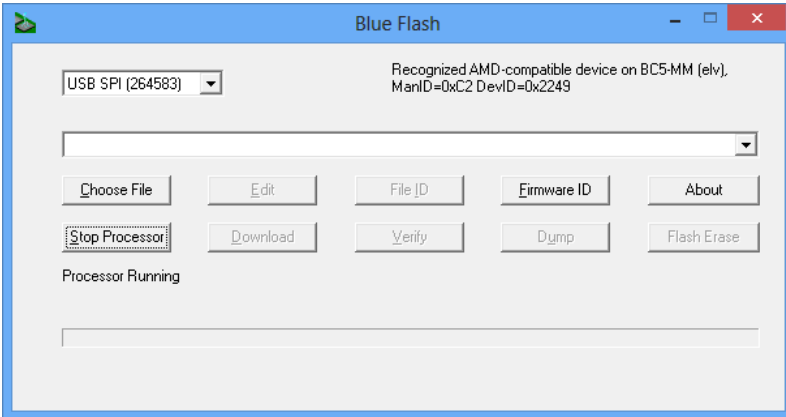 Blue Flash
USB SPI (264583)
Recognized AMD-compatible device on BC5-MM (elv),
ManID=0xC2 DevID=0x2249
Choose File
Edit
File ID
Firmware ID
About
Stop Processor
Download
Verify
Dump
Flash Erase
Processor Running